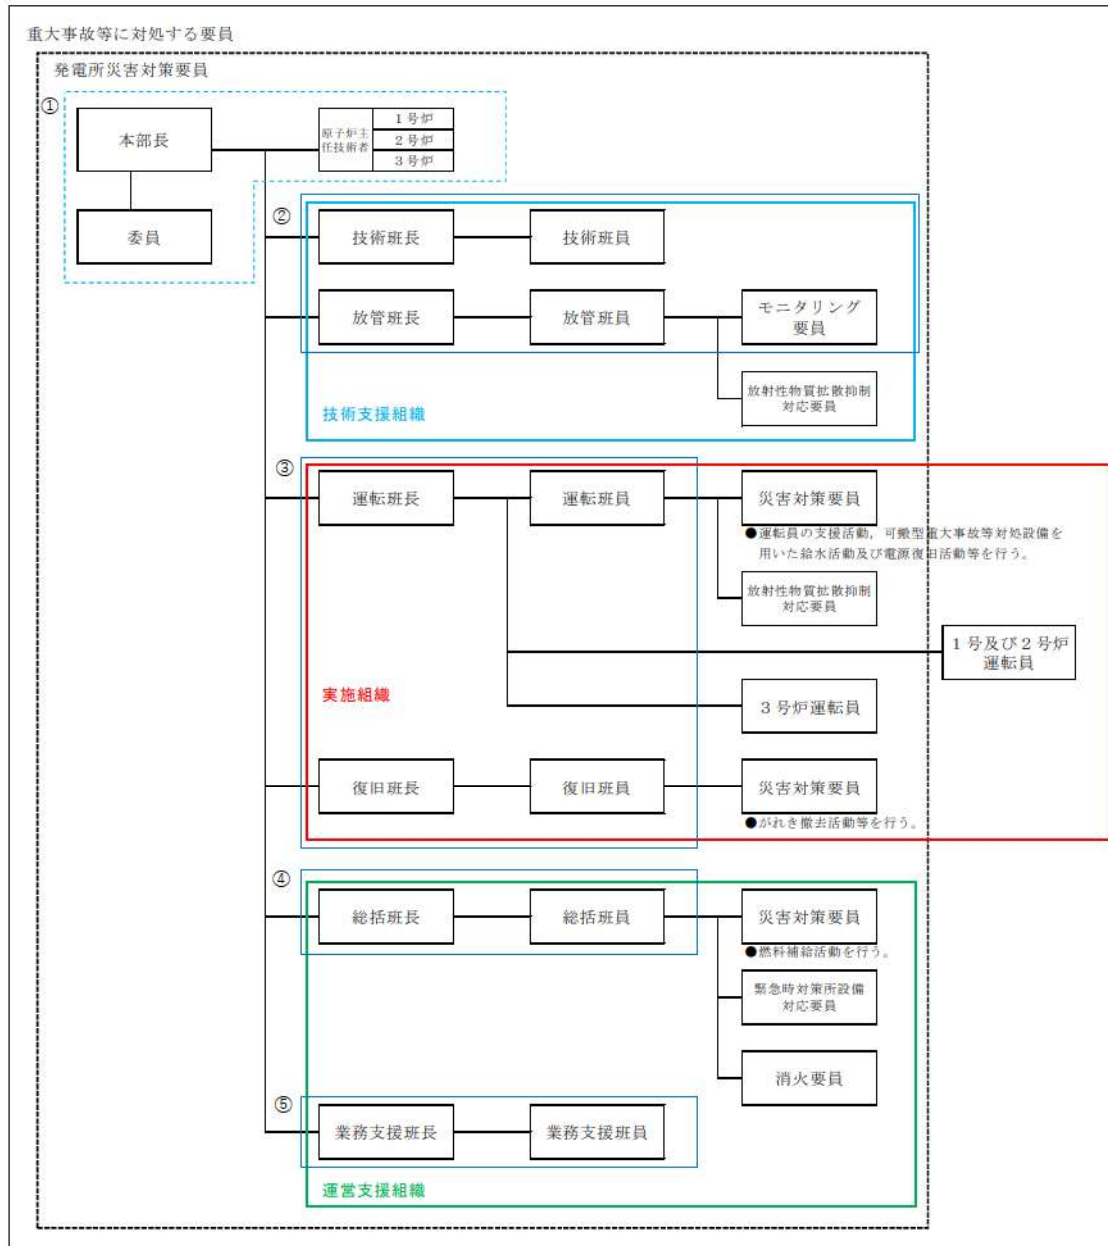 重大事故等に対処する要員
発電所災害対策要員
①
本部長
原子炉主
任技術者
1号炉
2号炉
3号炉
委員
②
技術班長
技術班員
放管班長
放管班員
モニタリング
要員
放射性物質拡散抑制
対応要員
技術支援組織
③
運転班長
運転班員
災害対策要員
●運転員の支援活動，可搬型重大事故等対処設備を
用いた給水活動及び電源復旧活動等を行う。
放射性物質拡散抑制
対応要員
1号及び2号炉
運転員
実施組織
3号炉運転員
復旧班長
復旧班員
災害対策要員
●がれき撤去活動等を行う。
④
総括班長
総括班員
災害対策要員
●燃料補給活動を行う。
緊急時対策所設備
対応要員
消火要員
⑤
業務支援班長
業務支援班員
運営支援組織